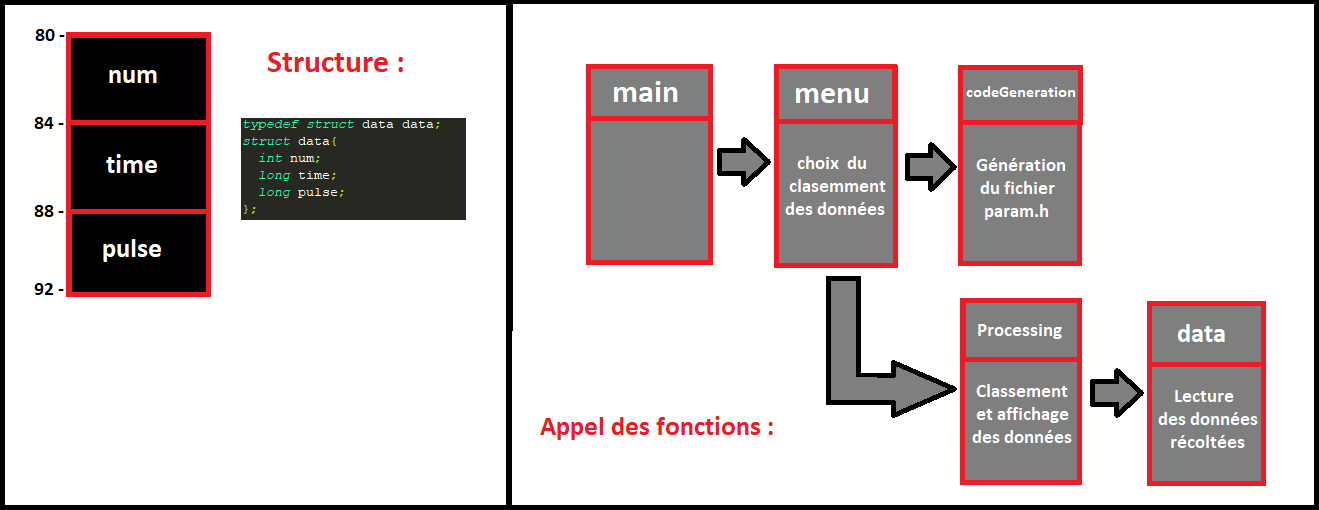 80 -
num
84 -
time
88 -
pulse
92 -
Structure :
typedef struct data data;
struct data{
int num;
long time;
long pulse;
};
main
menu
choix du
clasemment
des données
codeGeneration
Génération
du fichier
param.h
Processing
Classement
et affichage
des données
data
Lecture
des données
récoltées
Appel des fonctions :